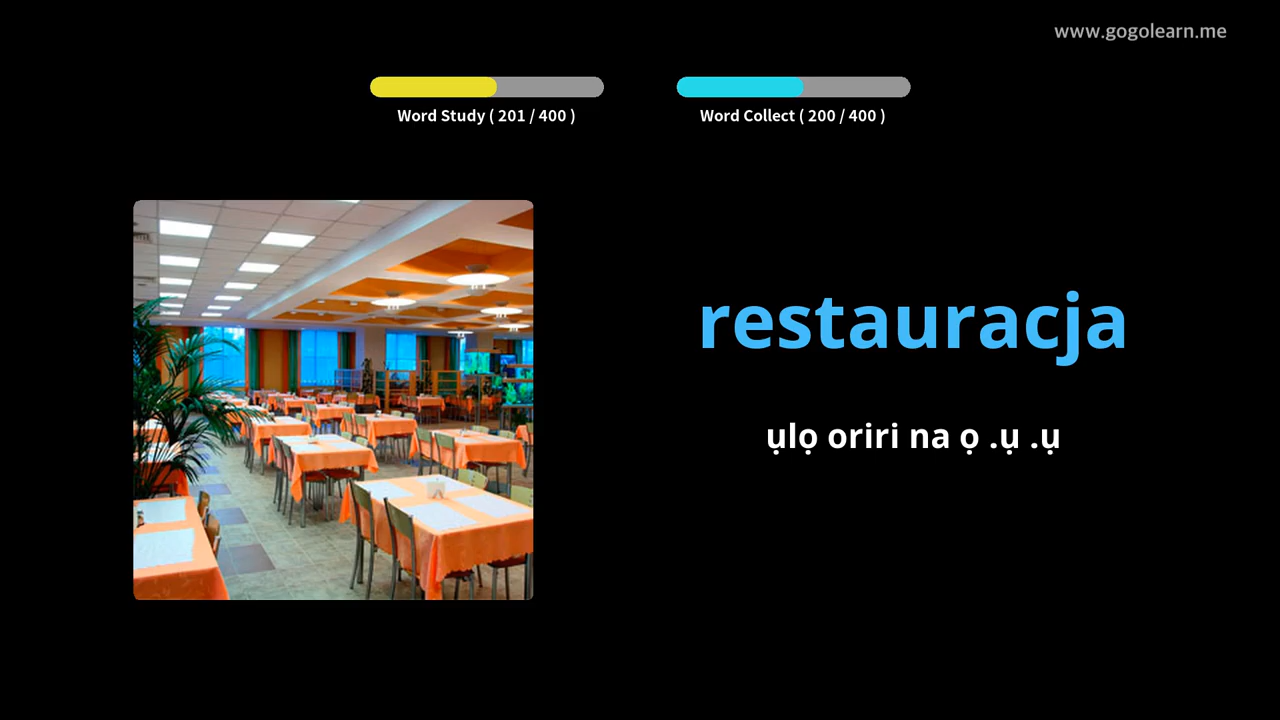 www.gogolearn.me
Word Study ( 201 / 400 )
Word Collect ( 200 / 400 )
restauracja
ụlọ oriri na ọ .ụ .ụ